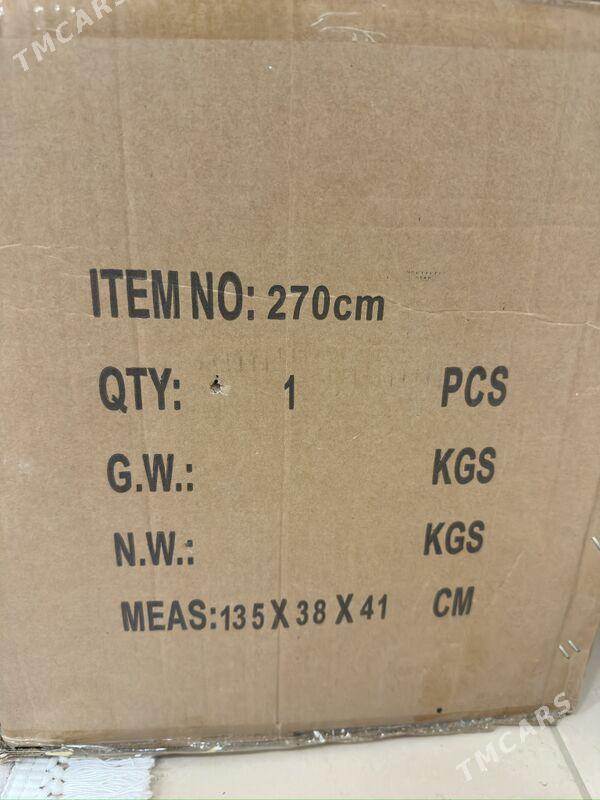 TMCARS
ITEM NO: 270cm
QTY: 1 PCS
G.W.: KGS
N.W.: KGS
MEAS:135 X 38 X 41 CM
TMCARS